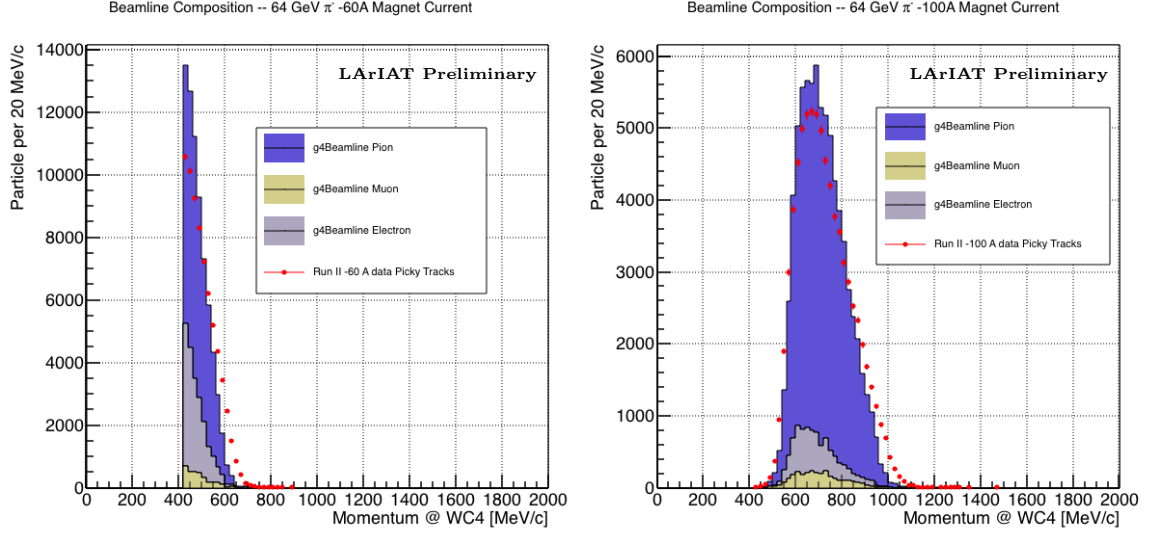 Beamline Composition -- 64 GeV π⁻ -60A Magnet Current
Particle per 20 MeV/c
14000
12000
10000
8000
6000
4000
2000
0
LArIAT Preliminary
g4Beamline Pion
g4Beamline Muon
g4Beamline Electron
Run II -60 A data Picky Tracks
0 200 400 600 800 1000 1200 1400 1600 1800 2000
Momentum @ WC4 [MeV/c]
Beamline Composition -- 64 GeV π⁻ -100A Magnet Current
Particle per 20 MeV/c
6000
5000
4000
3000
2000
1000
0
LArIAT Preliminary
g4Beamline Pion
g4Beamline Muon
g4Beamline Electron
Run II -100 A data Picky Tracks
0 200 400 600 800 1000 1200 1400 1600 1800 2000
Momentum @ WC4 [MeV/c]